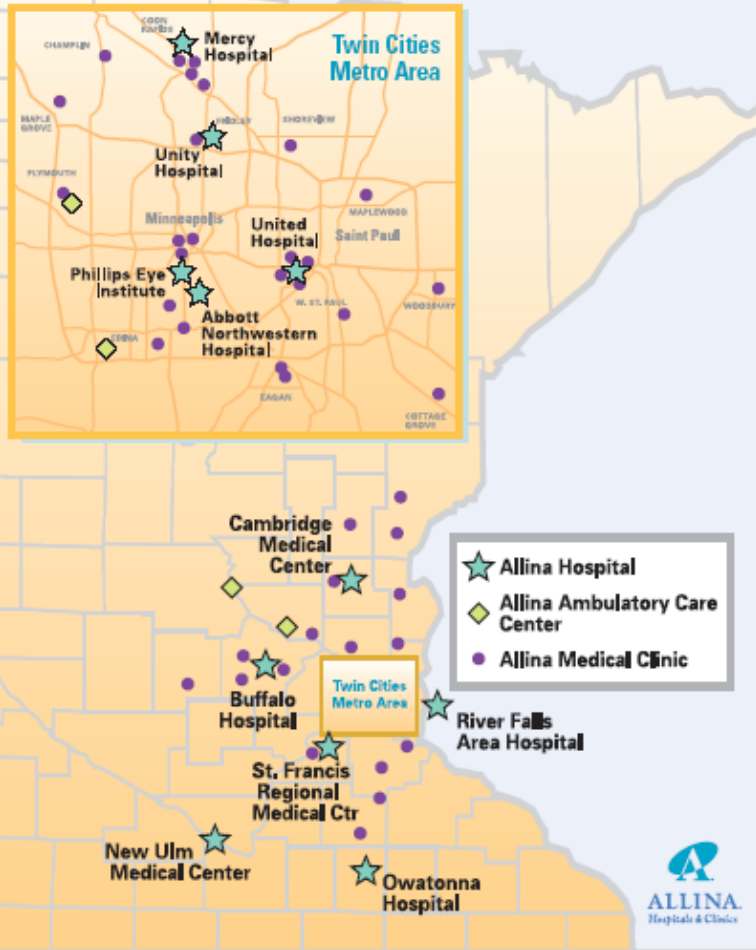 COON
RAPIDS
Mercy
Hospital
Twin Cities
Metro Area
CHAMPLIN
MAPLE
GROVE
FRIDLEY
SHOREVIEW
Unity
Hospital
PLYMOUTH
MAPLEWOOD
Minneapolis
United
Hospital
Saint Paul
Phillips Eye
Institute
W. ST. PAUL
WOODBURY
Abbott
Northwestern
Hospital
EDINA
EAGAN
COTTAGE
GROVE
Cambridge
Medical
Center
Allina Hospital
Allina Ambulatory Care
Center
Allina Medical Clinic
Twin Cities
Metro Area
Buffalo
Hospital
River Falls
Area Hospital
St. Francis
Regional
Medical Ctr
New Ulm
Medical Center
Owatonna
Hospital
ALLINA
Hospitals & Clinics